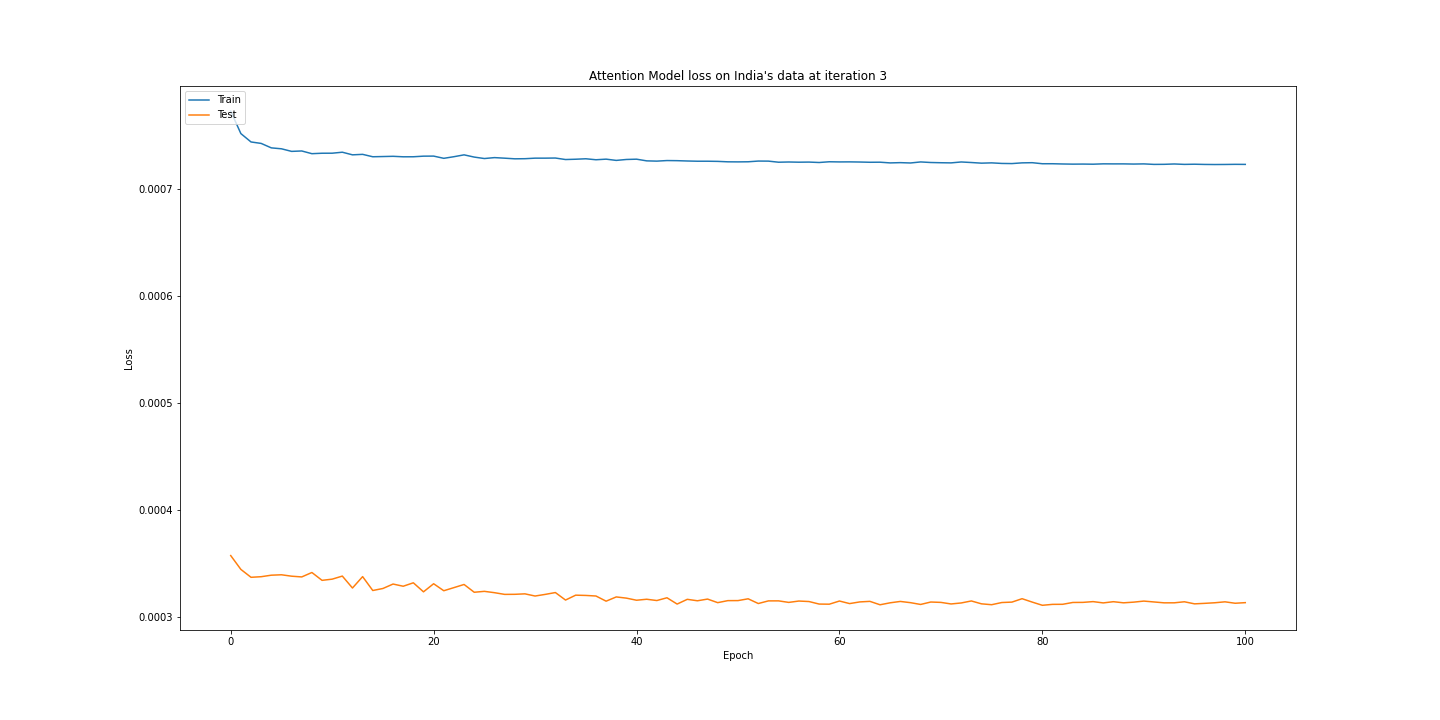 Attention Model loss on India's data at iteration 3
Train
Test
0.0007
0.0006
0.0005
0.0004
0.0003
Loss
0
20
40
60
80
100
Epoch